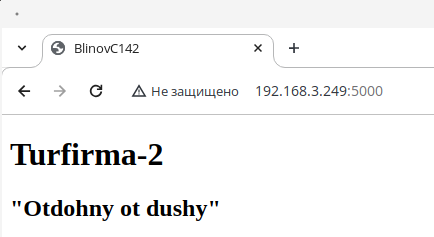 BlinovC142
Не защищено 192.168.3.249:5000
Turfirma-2
"Otdohny ot dushy"